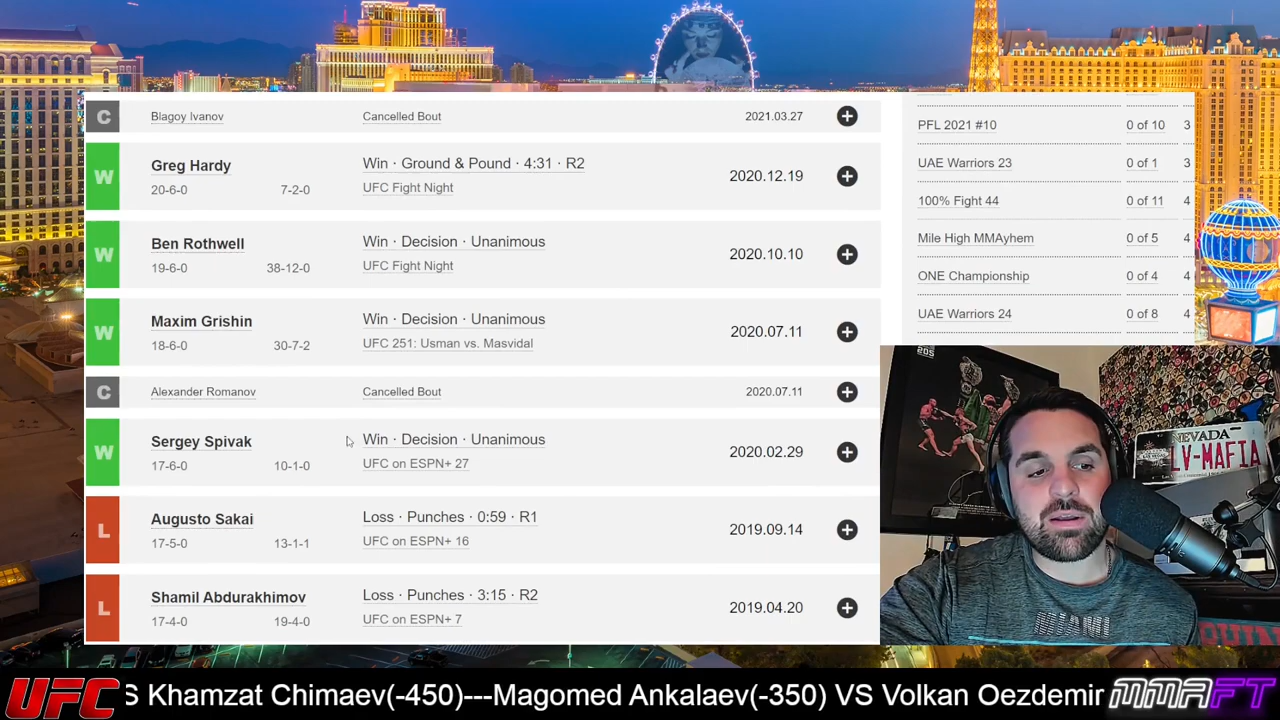 C Blagoy Ivanov Cancelled Bout 2021.03.27
W Greg Hardy Win · Ground & Pound · 4:31 · R2 2020.12.19
20-6-0 7-2-0 UFC Fight Night
W Ben Rothwell Win · Decision · Unanimous 2020.10.10
19-6-0 38-12-0 UFC Fight Night
W Maxim Grishin Win · Decision · Unanimous 2020.07.11
18-6-0 30-7-2 UFC 251: Usman vs. Masvidal
C Alexander Romanov Cancelled Bout 2020.07.11
W Sergey Spivak Win · Decision · Unanimous 2020.02.29
17-6-0 10-1-0 UFC on ESPN+ 27
L Augusto Sakai Loss · Punches · 0:59 · R1 2019.09.14
17-5-0 13-1-1 UFC on ESPN+ 16
L Shamil Abdurakhimov Loss · Punches · 3:15 · R2 2019.04.20
17-4-0 19-4-0 UFC on ESPN+ 7
PFL 2021 #10 0 of 10 3
UAE Warriors 23 0 of 1 3
100% Fight 44 0 of 11 4
Mile High MMAyhem 0 of 5 4
ONE Championship 0 of 4 4
UAE Warriors 24 0 of 8 4
NEVADA
LV-MAFIA
MIAMI
UFC S Khamzat Chimaev(-450)---Magomed Ankalaev(-350) VS Volkan Oezdemir MMAFT